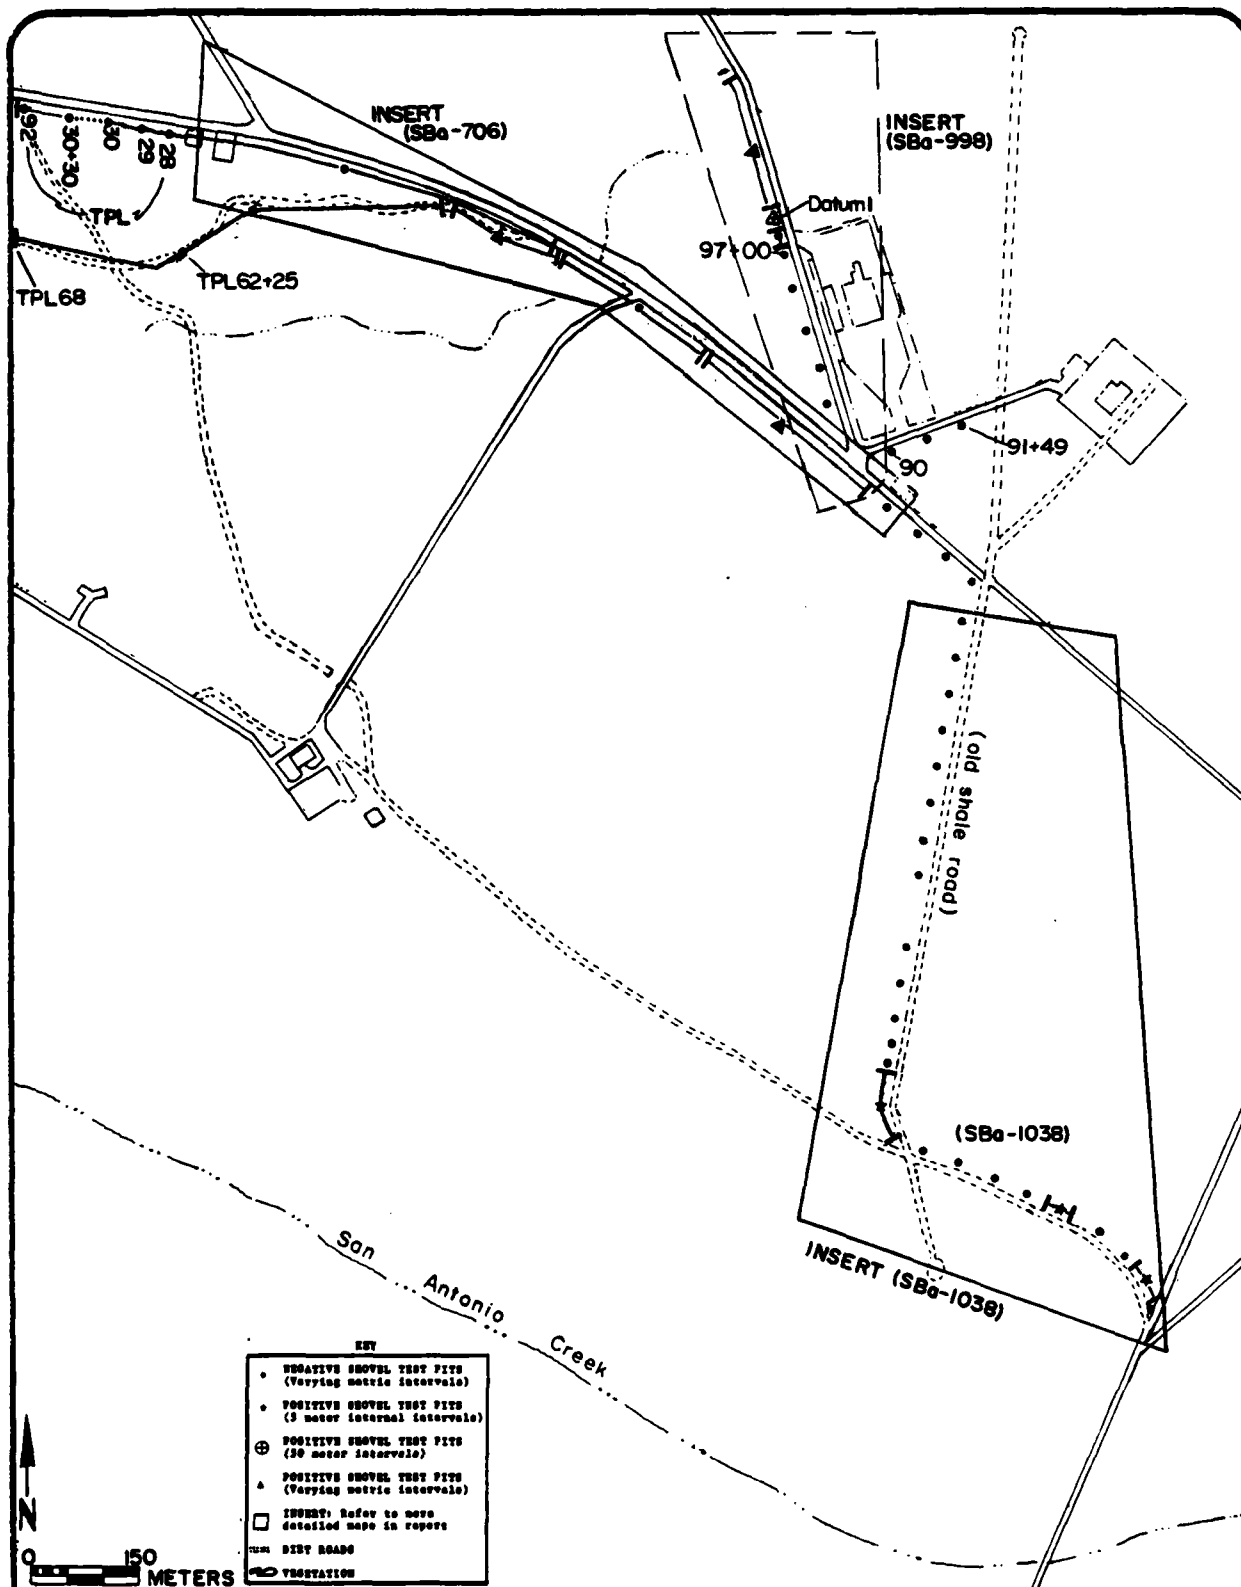 INSERT
(SBa-706)
INSERT
(SBa-998)
92
30+30
30
29
28
TPL
TPL68
TPL62+25
Datum 1
97+00
91+49
90
(old shale road)
(SBa-1038)
INSERT (SBa-1038)
San Antonio Creek
KEY
NEGATIVE SHOVEL TEST PITS
(Varying metric intervals)
POSITIVE SHOVEL TEST PITS
(5 meter internal intervals)
POSITIVE SHOVEL TEST PITS
(30 meter intervals)
POSITIVE SHOVEL TEST PITS
(Varying metric intervals)
INSERT: Refer to more
detailed maps in report
DIRT ROADS
VEGETATION
N
0 150
METERS